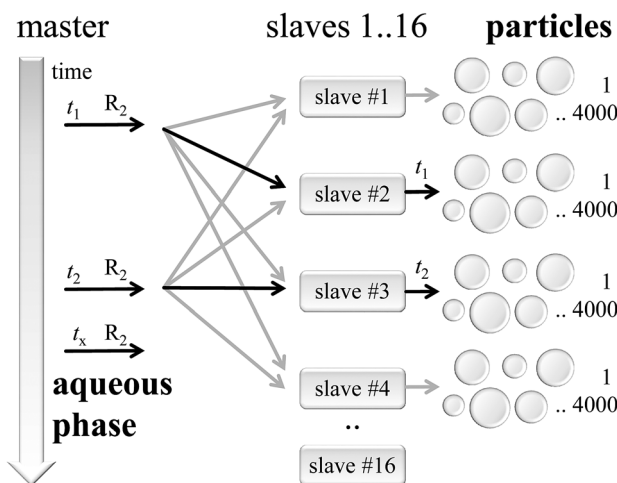 master
slaves 1..16
particles
time
t1 R2
slave #1
1
.. 4000
slave #2
t1
1
.. 4000
t2 R2
slave #3
t2
1
.. 4000
tx R2
aqueous
phase
slave #4
1
.. 4000
..
slave #16